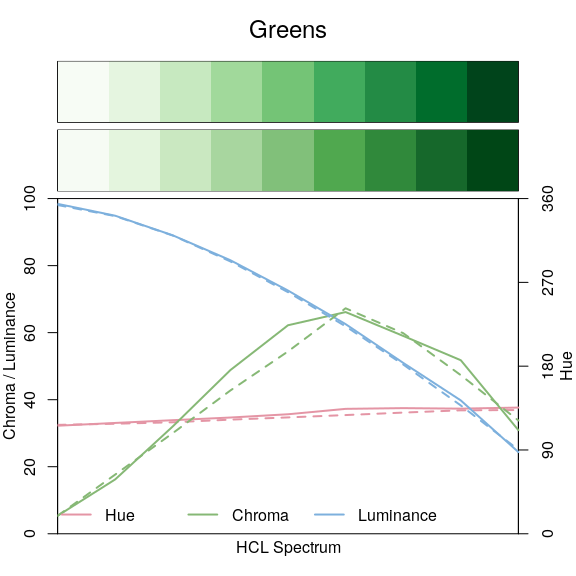 Greens
100
80
60
40
20
0
Chroma / Luminance
360
270
180
90
0
Hue
Hue
Chroma
Luminance
HCL Spectrum